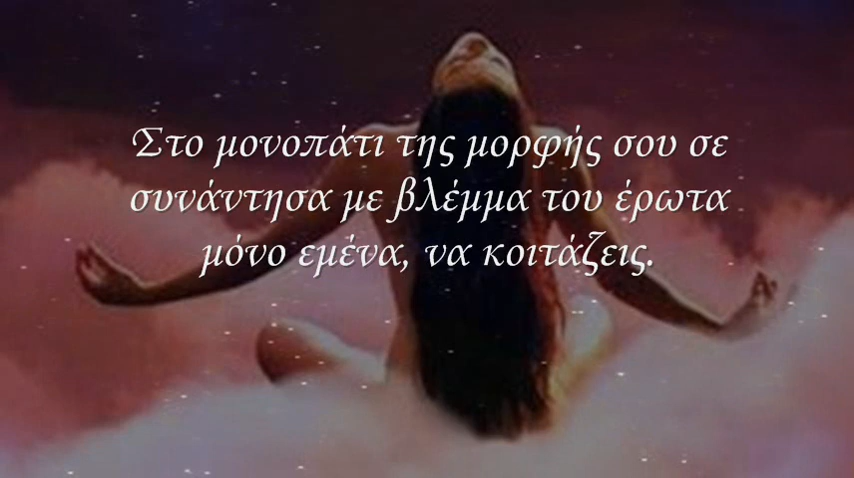 Στο μονοπάτι της μορφής σου σε
συνάντησα με βλέμμα του έρωτα
μόνο εμένα, να κοιτάζεις.